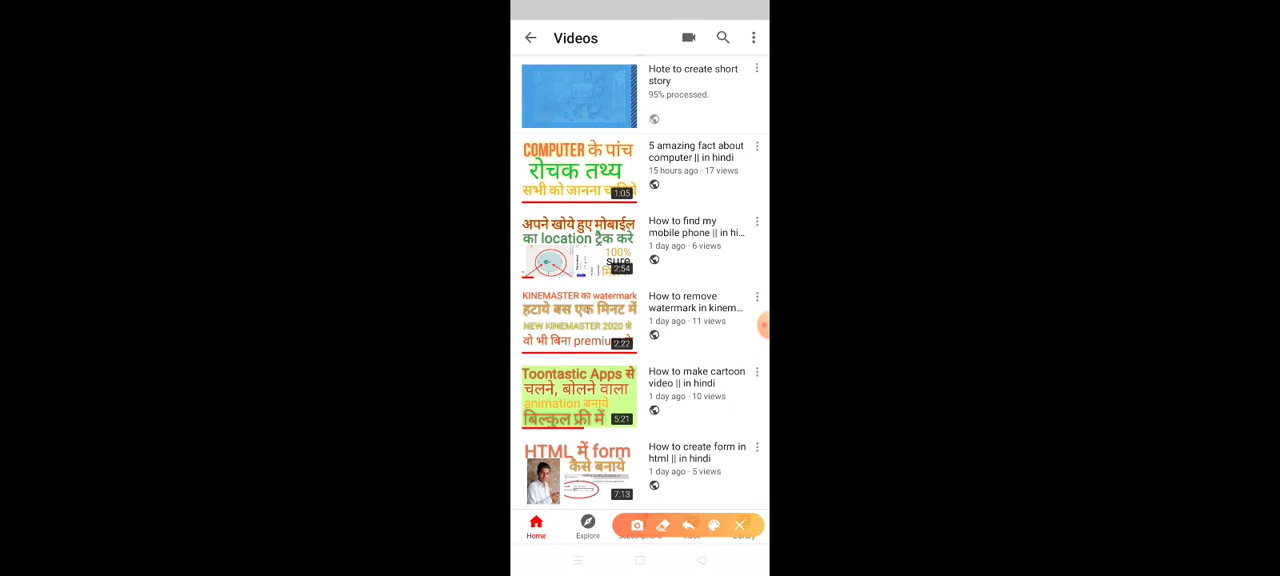 Videos
Hote to create short
story
95% processed.
COMPUTER के पांच
रोचक तथ्य
सभी को जानना
1:05
5 amazing fact about
computer || in hindi
15 hours ago · 17 views
अपने खोये हुए मोबाईल
का location ट्रैक करे
100%
sure
2:54
How to find my
mobile phone || in hi...
1 day ago · 6 views
KINEMASTER का watermark
हटाये बस एक मिनट में
NEW KINEMASTER 2020 से
वो भी बिना
2:22
How to remove
watermark in kinem...
1 day ago · 11 views
Toontastic Apps से
चलने, बोलने वाला
animation बनाये
बिल्कुल फ्री में
5:21
How to make cartoon
video || in hindi
1 day ago · 10 views
HTML में form
कैसे बनाये
7:13
How to create form in
html || in hindi
1 day ago · 5 views
Home
Explore